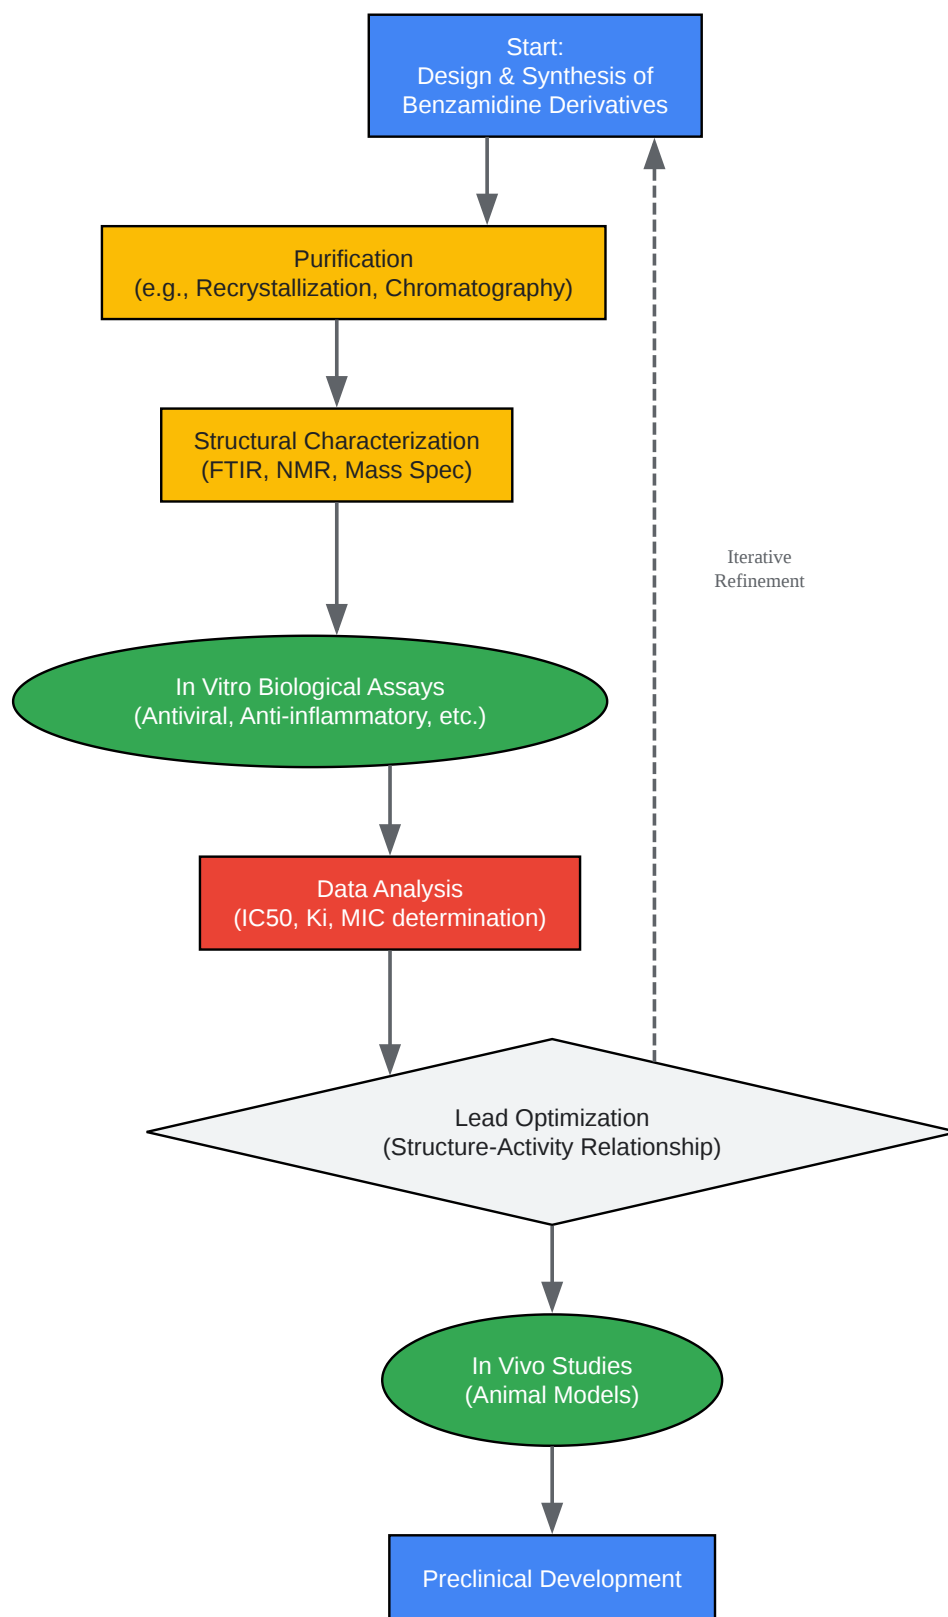 Start:
Design & Synthesis of
Benzamidine Derivatives
Purification
(e.g., Recrystallization, Chromatography)
Structural Characterization
(FTIR, NMR, Mass Spec)
Iterative
Refinement
In Vitro Biological Assays
(Antiviral, Anti-inflammatory, etc.)
Data Analysis
(IC50, Ki, MIC determination)
Lead Optimization
(Structure-Activity Relationship)
In Vivo Studies
(Animal Models)
Preclinical Development